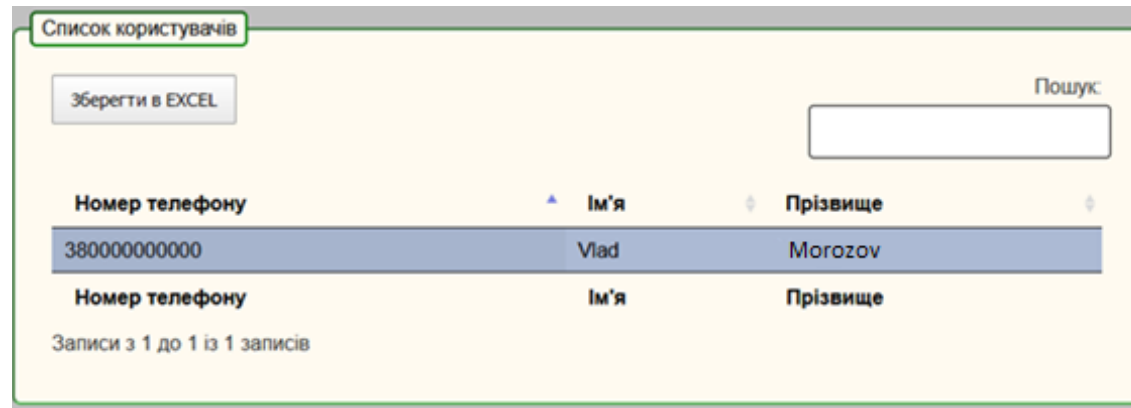 Список користувачів
Зберегти в EXCEL
Пошук:
Номер телефону Ім'я Прізвище
380000000000 Vlad Morozov
Номер телефону Ім'я Прізвище
Записи з 1 до 1 із 1 записів